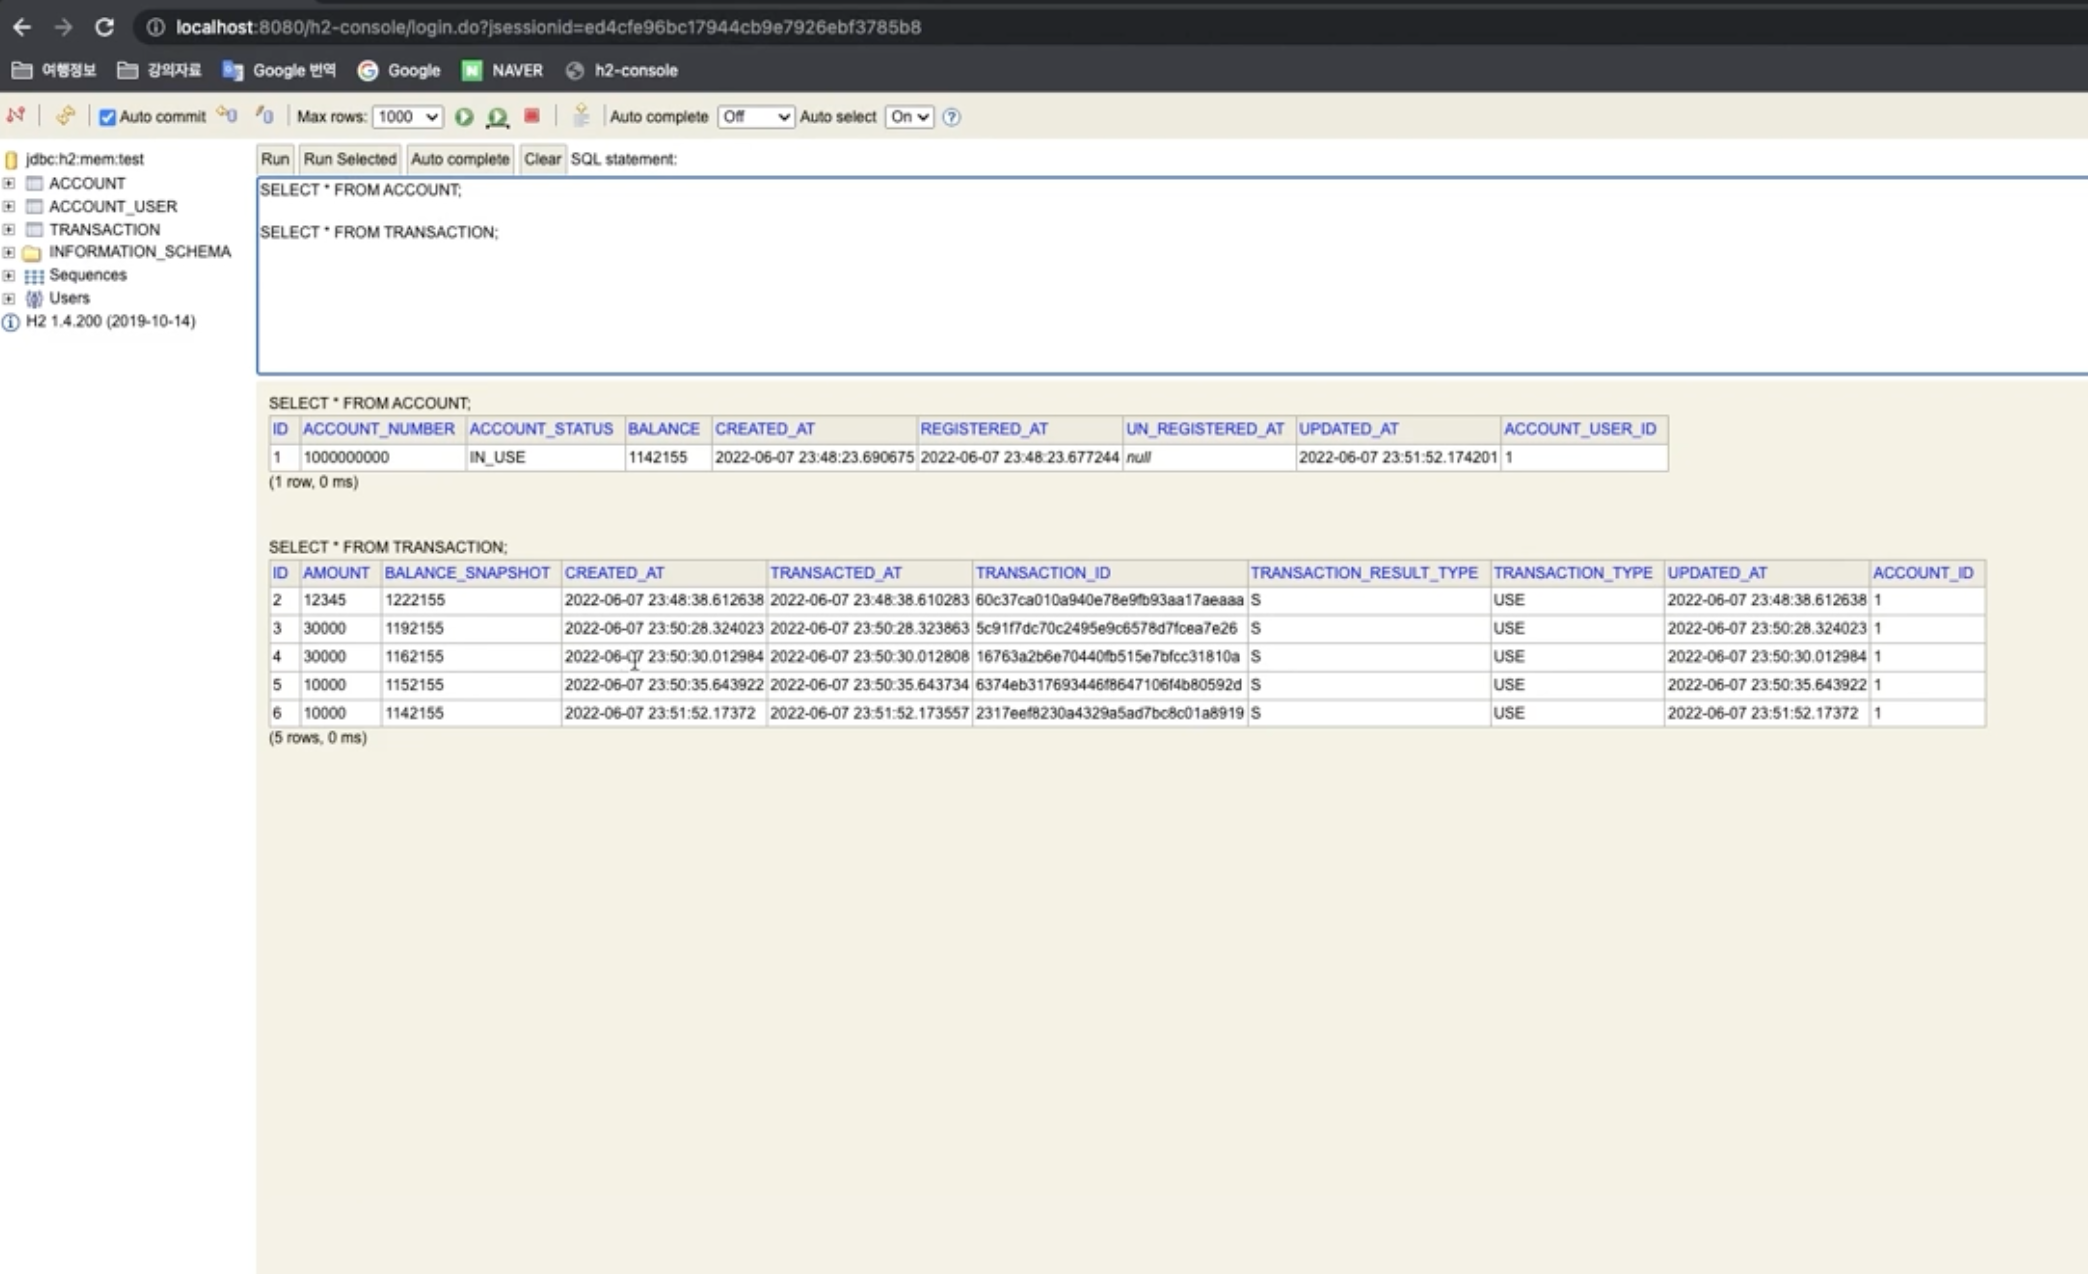 localhost:8080/h2-console/login.do?jsessionid=ed4cfe96bc17944cb9e7926ebf3785b8
여행정보 강의자료 Google 번역 Google NAVER h2-console
Auto commit Max rows: 1000 Auto complete Off Auto select On ?
jdbc:h2:mem:test
ACCOUNT
ACCOUNT_USER
TRANSACTION
INFORMATION_SCHEMA
Sequences
Users
H2 1.4.200 (2019-10-14)
Run Run Selected Auto complete Clear SQL statement:
SELECT * FROM ACCOUNT;
SELECT * FROM TRANSACTION;
SELECT * FROM ACCOUNT;
ID ACCOUNT_NUMBER ACCOUNT_STATUS BALANCE CREATED_AT REGISTERED_AT UN_REGISTERED_AT UPDATED_AT ACCOUNT_USER_ID
1 1000000000 IN_USE 1142155 2022-06-07 23:48:23.690675 2022-06-07 23:48:23.677244 null 2022-06-07 23:51:52.174201 1
(1 row, 0 ms)
SELECT * FROM TRANSACTION;
ID AMOUNT BALANCE_SNAPSHOT CREATED_AT TRANSACTED_AT TRANSACTION_ID TRANSACTION_RESULT_TYPE TRANSACTION_TYPE UPDATED_AT ACCOUNT_ID
2 12345 1222155 2022-06-07 23:48:38.612638 2022-06-07 23:48:38.610283 60c37ca010a940e78e9fb93aa17aeaaa S USE 2022-06-07 23:48:38.612638 1
3 30000 1192155 2022-06-07 23:50:28.324023 2022-06-07 23:50:28.323863 5c91f7dc70c2495e9c6578d7fcea7e26 S USE 2022-06-07 23:50:28.324023 1
4 30000 1162155 2022-06-07 23:50:30.012984 2022-06-07 23:50:30.012808 16763a2b6e70440fb515e7bfcc31810a S USE 2022-06-07 23:50:30.012984 1
5 10000 1152155 2022-06-07 23:50:35.643922 2022-06-07 23:50:35.643734 6374eb317693446f8647106f4b80592d S USE 2022-06-07 23:50:35.643922 1
6 10000 1142155 2022-06-07 23:51:52.17372 2022-06-07 23:51:52.173557 2317eef8230a4329a5ad7bc8c01a8919 S USE 2022-06-07 23:51:52.17372 1
(5 rows, 0 ms)